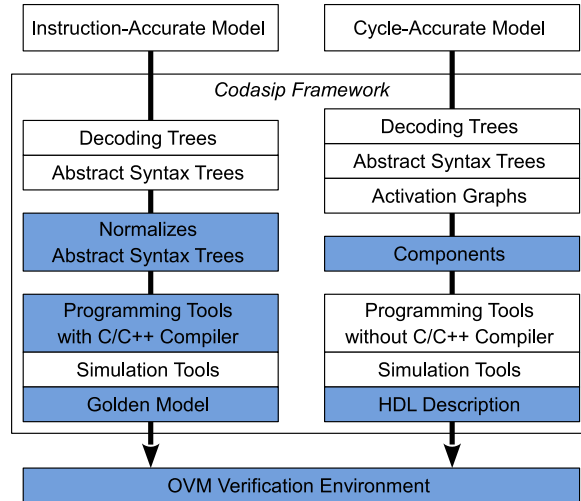 Instruction-Accurate Model
Cycle-Accurate Model
Codasip Framework
Decoding Trees
Abstract Syntax Trees
Normalizes
Abstract Syntax Trees
Programming Tools
with C/C++ Compiler
Simulation Tools
Golden Model
Decoding Trees
Abstract Syntax Trees
Activation Graphs
Components
Programming Tools
without C/C++ Compiler
Simulation Tools
HDL Description
OVM Verification Environment